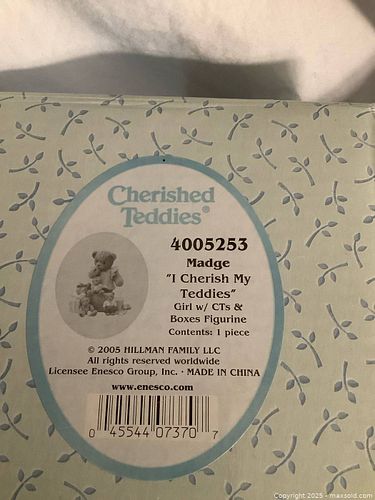 Cherished
Teddies®
4005253
Madge
"I Cherish My
Teddies"
Girl w/ CTs &
Boxes Figurine
Contents: 1 piece
© 2005 HILLMAN FAMILY LLC
All rights reserved worldwide
Licensee Enesco Group, Inc. • MADE IN CHINA
www.enesco.com
0 45544 07370 7
Copyright 2025 - maxsold.com